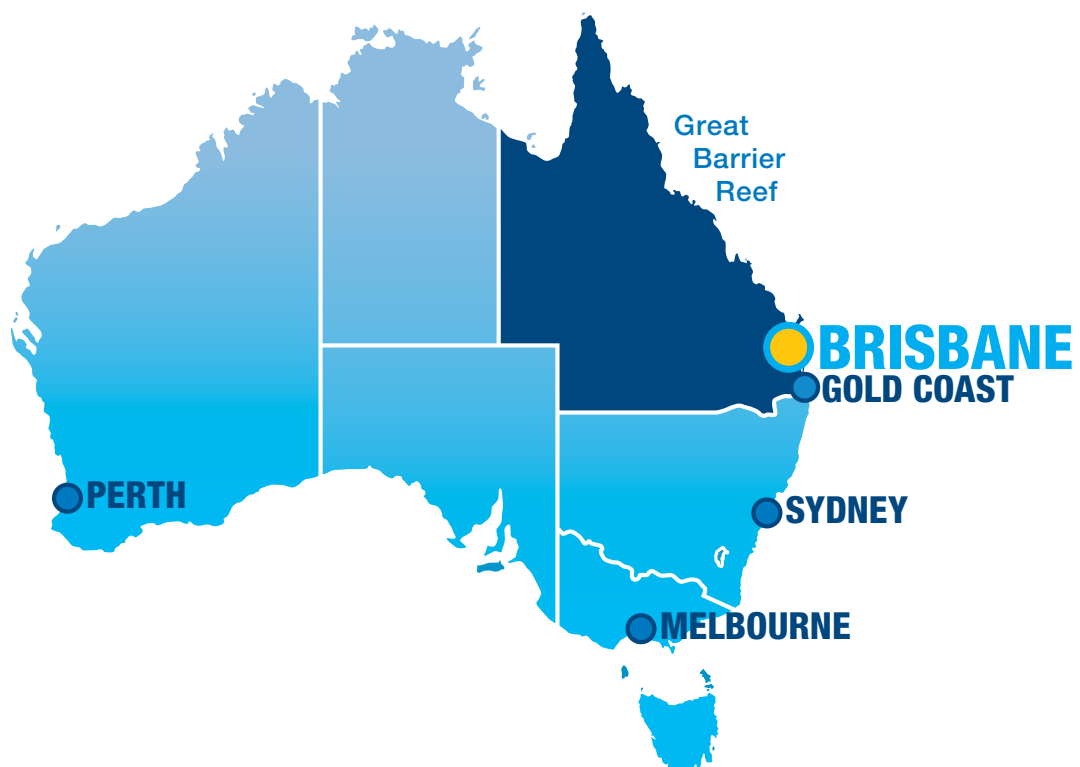 Great
Barrier
Reef
BRISBANE
GOLD COAST
PERTH
SYDNEY
MELBOURNE